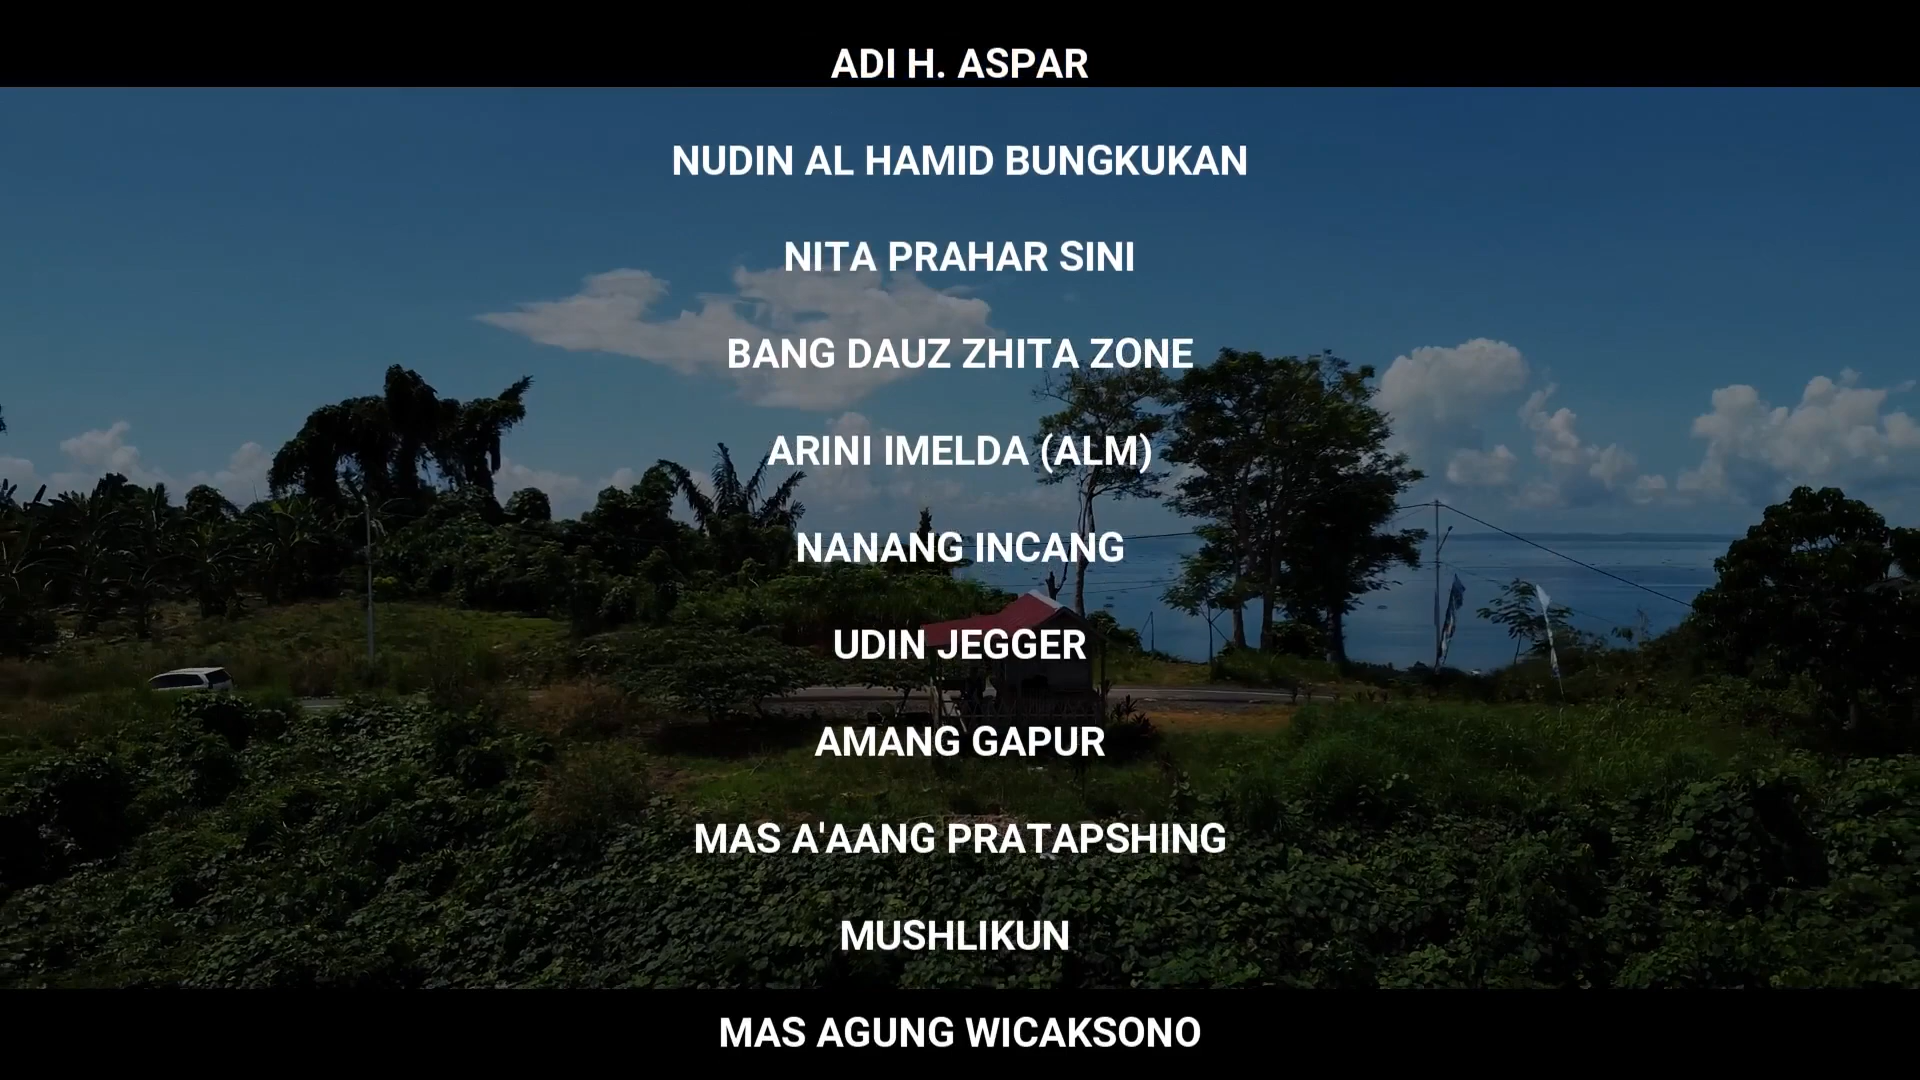 ADI H. ASPAR
NUDIN AL HAMID BUNGKUKAN
NITA PRAHAR SINI
BANG DAUZ ZHITA ZONE
ARINI IMELDA (ALM)
NANANG INCANG
UDIN JEGGER
AMANG GAPUR
MAS A'AANG PRATAPSHING
MUSHLIKUN
MAS AGUNG WICAKSONO